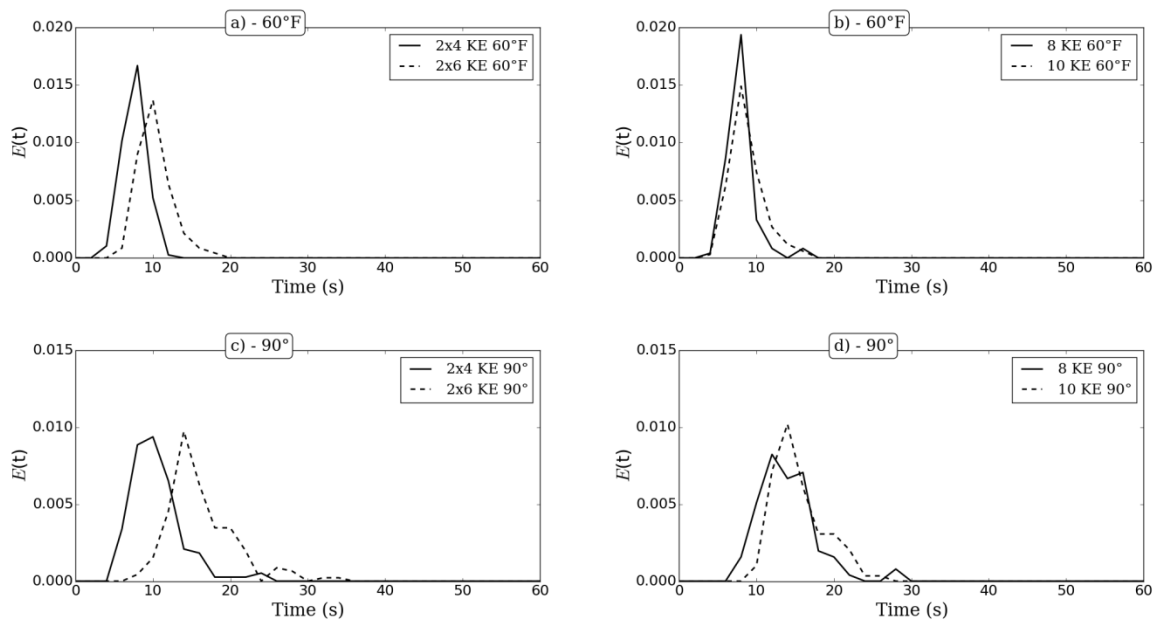 a) - 60°F
0.020
0.015
0.010
0.005
0.000
E(t)
2x4 KE 60°F
2x6 KE 60°F
0 10 20 30 40 50 60
Time (s)
b) - 60°F
0.020
0.015
0.010
0.005
0.000
E(t)
8 KE 60°F
10 KE 60°F
0 10 20 30 40 50 60
Time (s)
c) - 90°
0.015
0.010
0.005
0.000
E(t)
2x4 KE 90°
2x6 KE 90°
0 10 20 30 40 50 60
Time (s)
d) - 90°
0.015
0.010
0.005
0.000
E(t)
8 KE 90°
10 KE 90°
0 10 20 30 40 50 60
Time (s)